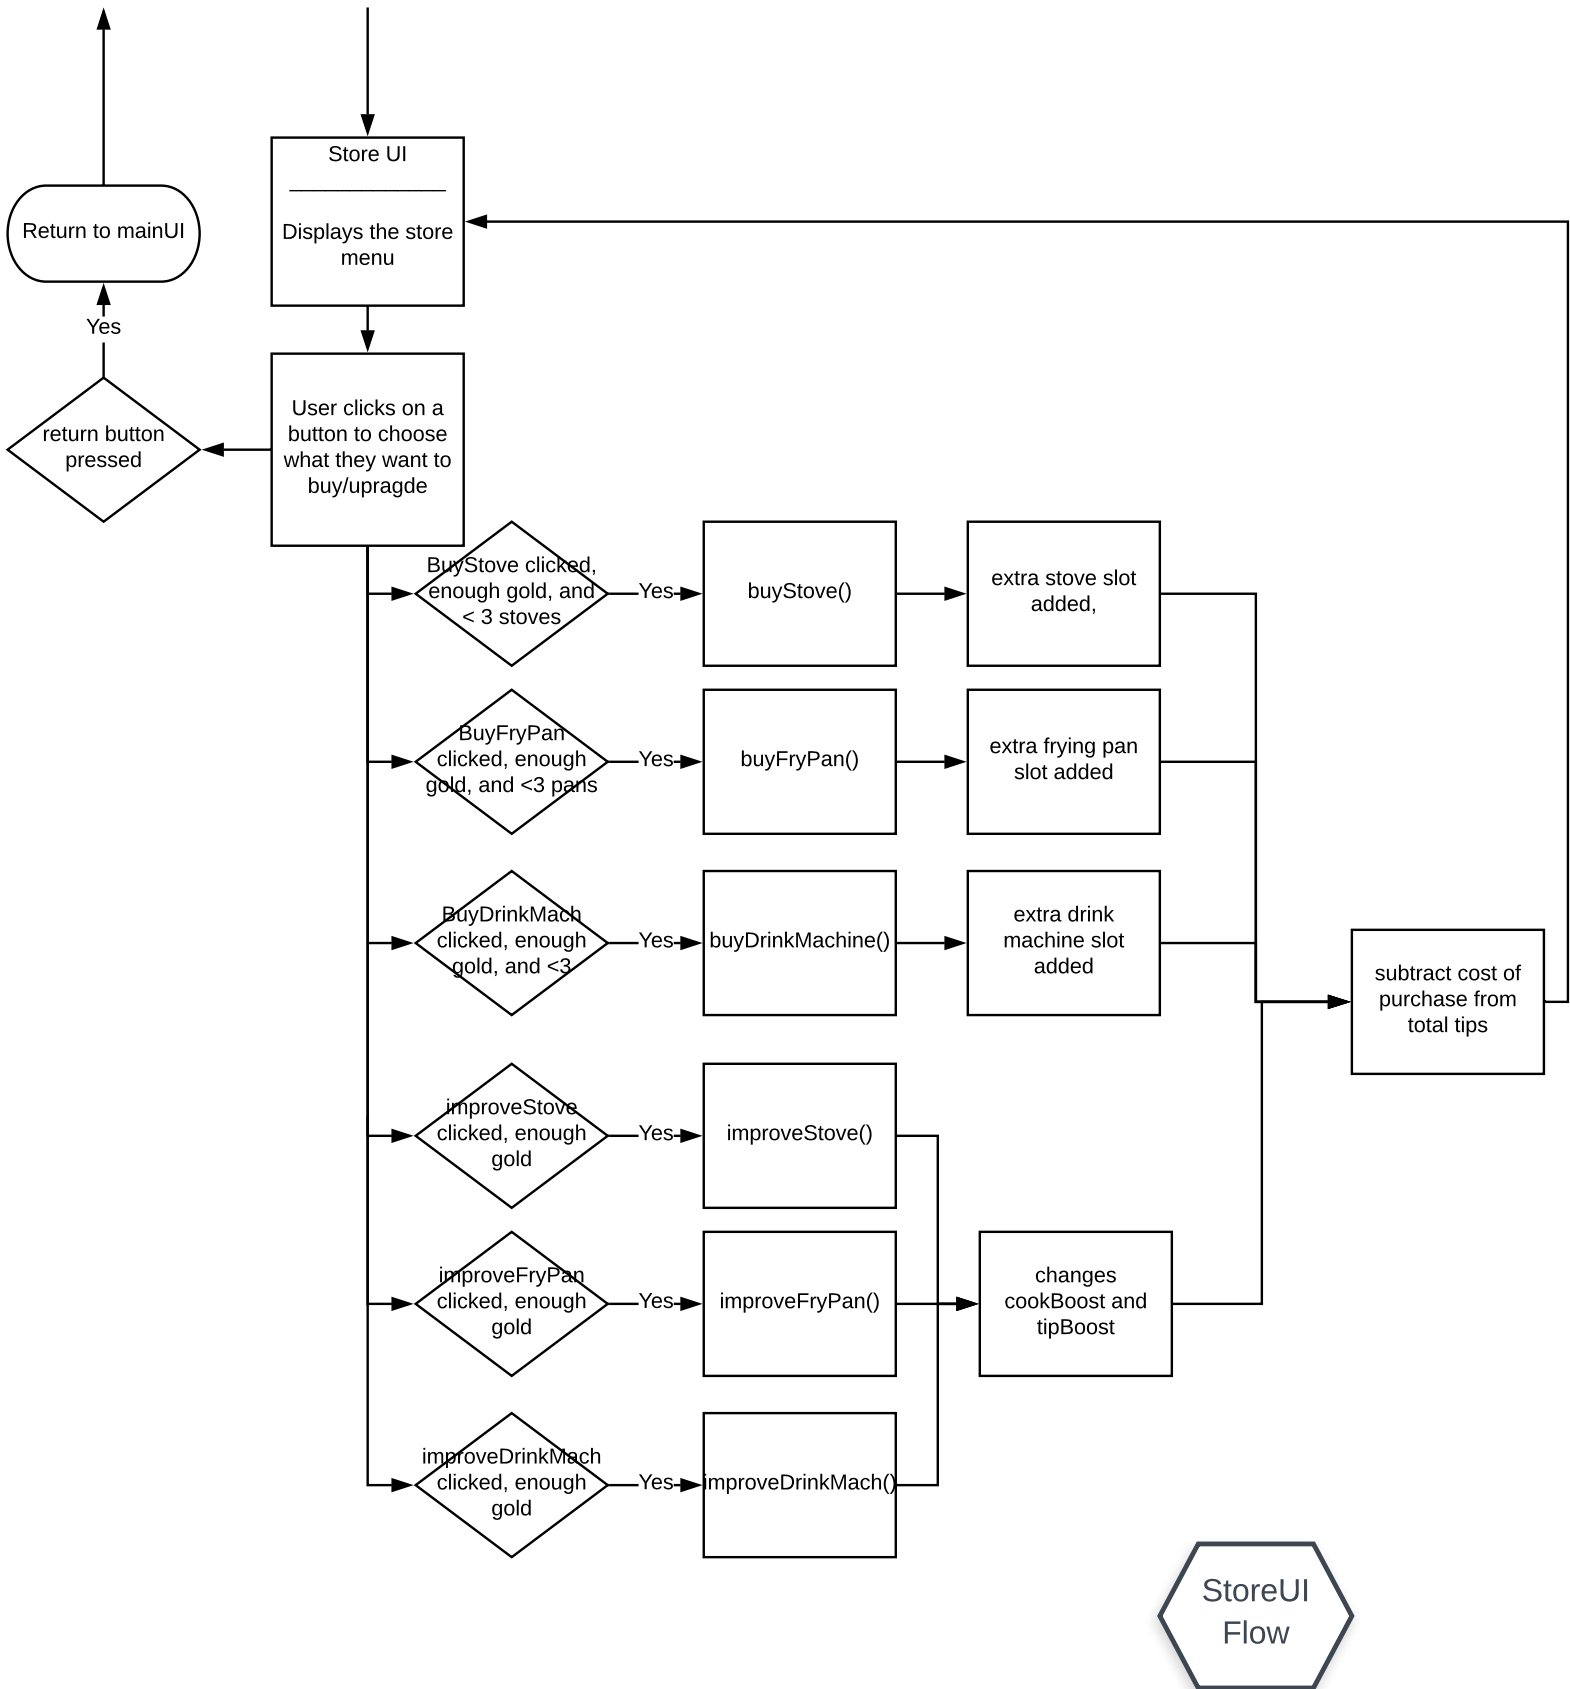 Store UI
_____________
Displays the store
menu
Return to mainUI
Yes
return button
pressed
User clicks on a
button to choose
what they want to
buy/upragde
BuyStove clicked,
enough gold, and
< 3 stoves
Yes
buyStove()
extra stove slot
added,
BuyFryPan
clicked, enough
gold, and <3 pans
Yes
buyFryPan()
extra frying pan
slot added
BuyDrinkMach
clicked, enough
gold, and <3
Yes
buyDrinkMachine()
extra drink
machine slot
added
subtract cost of
purchase from
total tips
improveStove
clicked, enough
gold
Yes
improveStove()
improveFryPan
clicked, enough
gold
Yes
improveFryPan()
changes
cookBoost and
tipBoost
improveDrinkMach
clicked, enough
gold
Yes
improveDrinkMach()
StoreUI
Flow